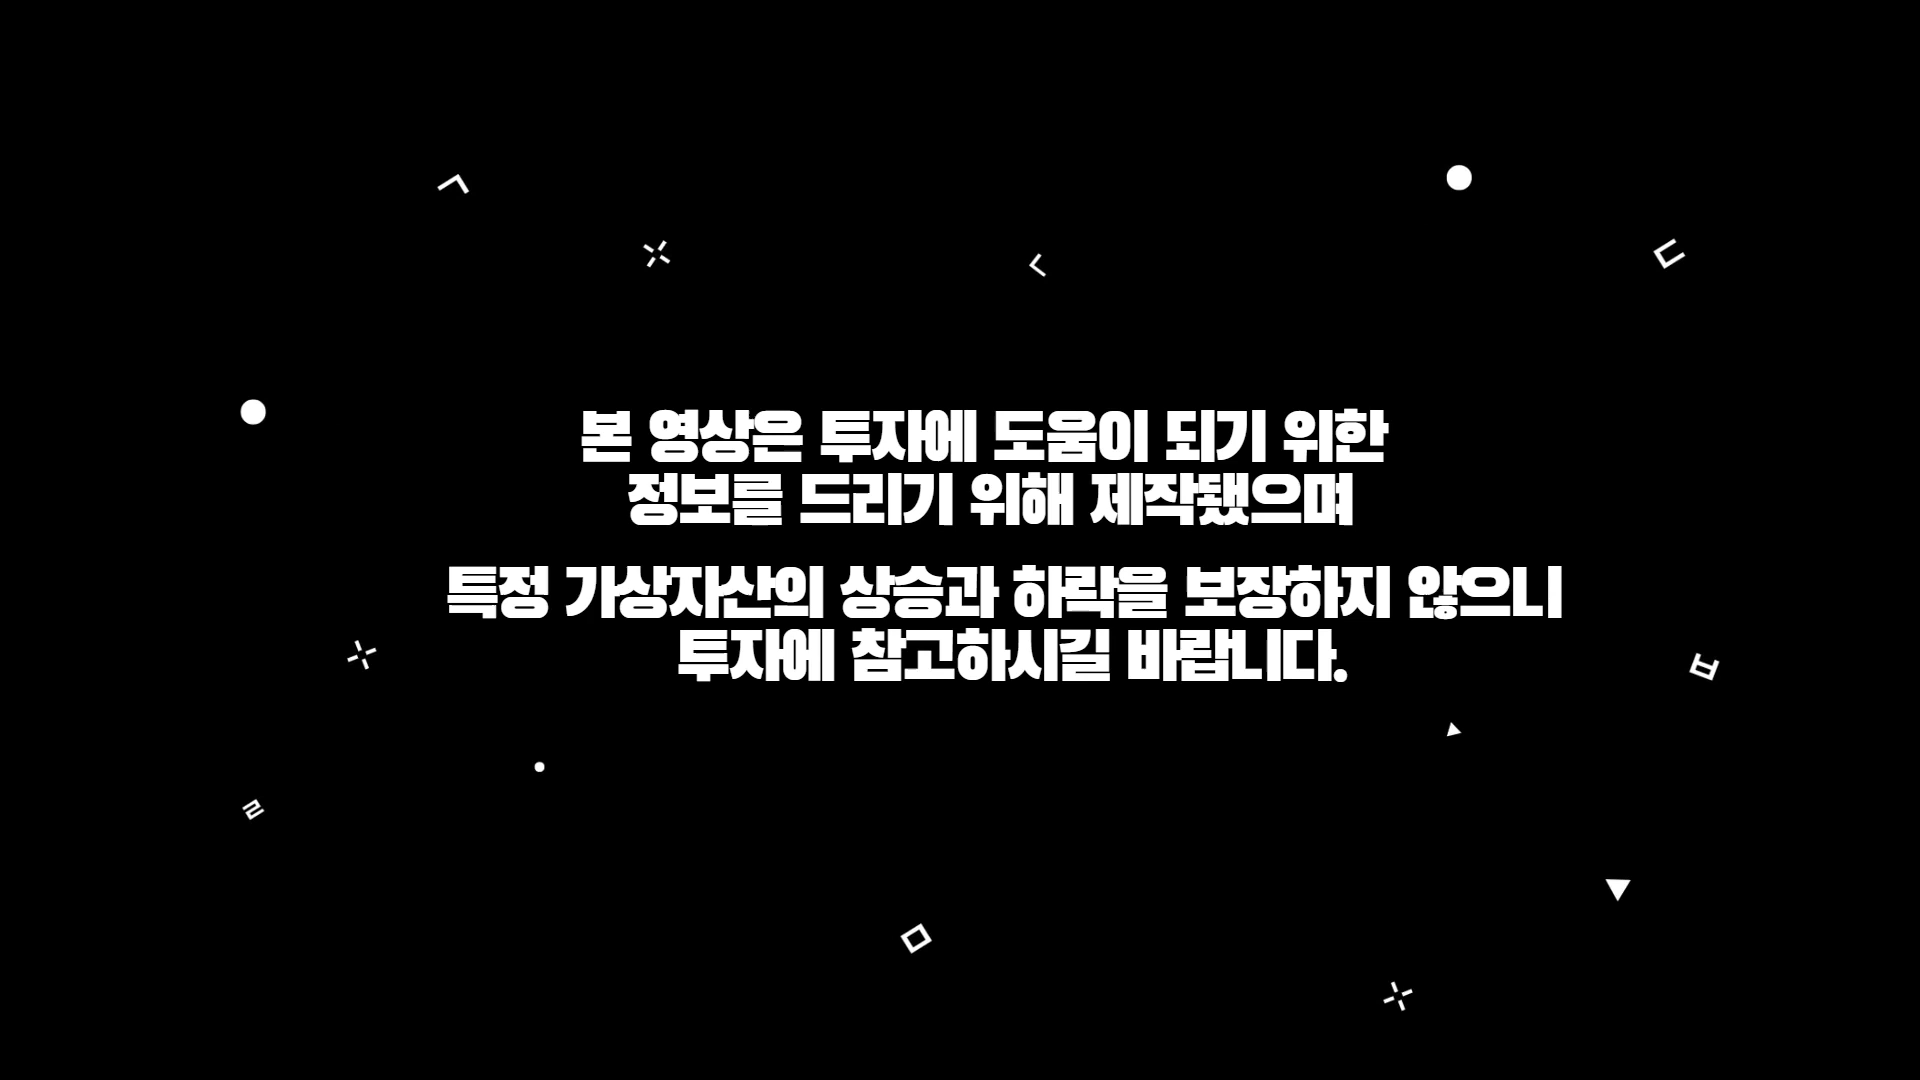 본 영상은 투자에 도움이 되기 위한
정보를 드리기 위해 제작됐으며
특정 가상자산의 상승과 하락을 보장하지 않으니
투자에 참고하시길 바랍니다.